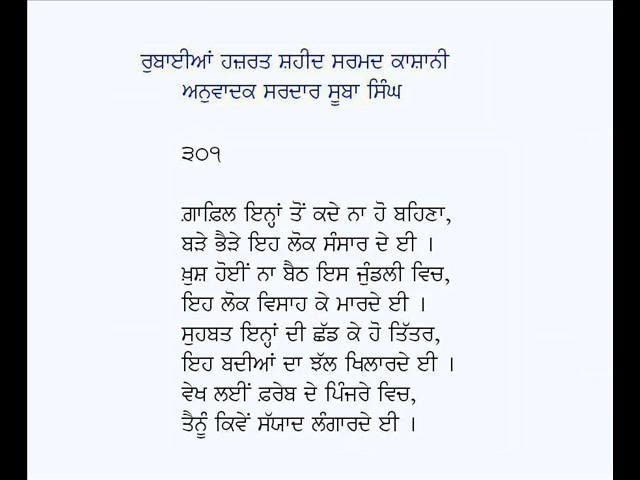 ਰੁਬਾਈਆਂ ਹਜ਼ਰਤ ਸ਼ਹੀਦ ਸਰਮਦ ਕਾਸ਼ਾਨੀ
ਅਨੁਵਾਦਕ ਸਰਦਾਰ ਸੂਬਾ ਸਿੰਘ
੩੦੧
ਗ਼ਾਫ਼ਿਲ ਇਨ੍ਹਾਂ ਤੋਂ ਕਦੇ ਨਾ ਹੋ ਬਹਿਣਾ,
ਬੜੇ ਭੈੜੇ ਇਹ ਲੋਕ ਸੰਸਾਰ ਦੇ ਈ ।
ਖ਼ੁਸ਼ ਹੋਈਂ ਨਾ ਬੈਠ ਇਸ ਜੁੰਡਲੀ ਵਿਚ,
ਇਹ ਲੋਕ ਵਿਸਾਹ ਕੇ ਮਾਰਦੇ ਈ ।
ਸੁਹਬਤ ਇਨ੍ਹਾਂ ਦੀ ਛੱਡ ਕੇ ਹੋ ਤਿੱਤਰ,
ਇਹ ਬਦੀਆਂ ਦਾ ਝੱਲ ਖਿਲਾਰਦੇ ਈ ।
ਵੇਖ ਲਈਂ ਫ਼ਰੇਬ ਦੇ ਪਿੰਜਰੇ ਵਿਚ,
ਤੈਨੂੰ ਕਿਵੇਂ ਸੱਯਾਦ ਲੰਗਾਰਦੇ ਈ ।